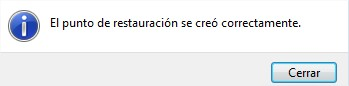 El punto de restauración se creó correctamente.
Cerrar